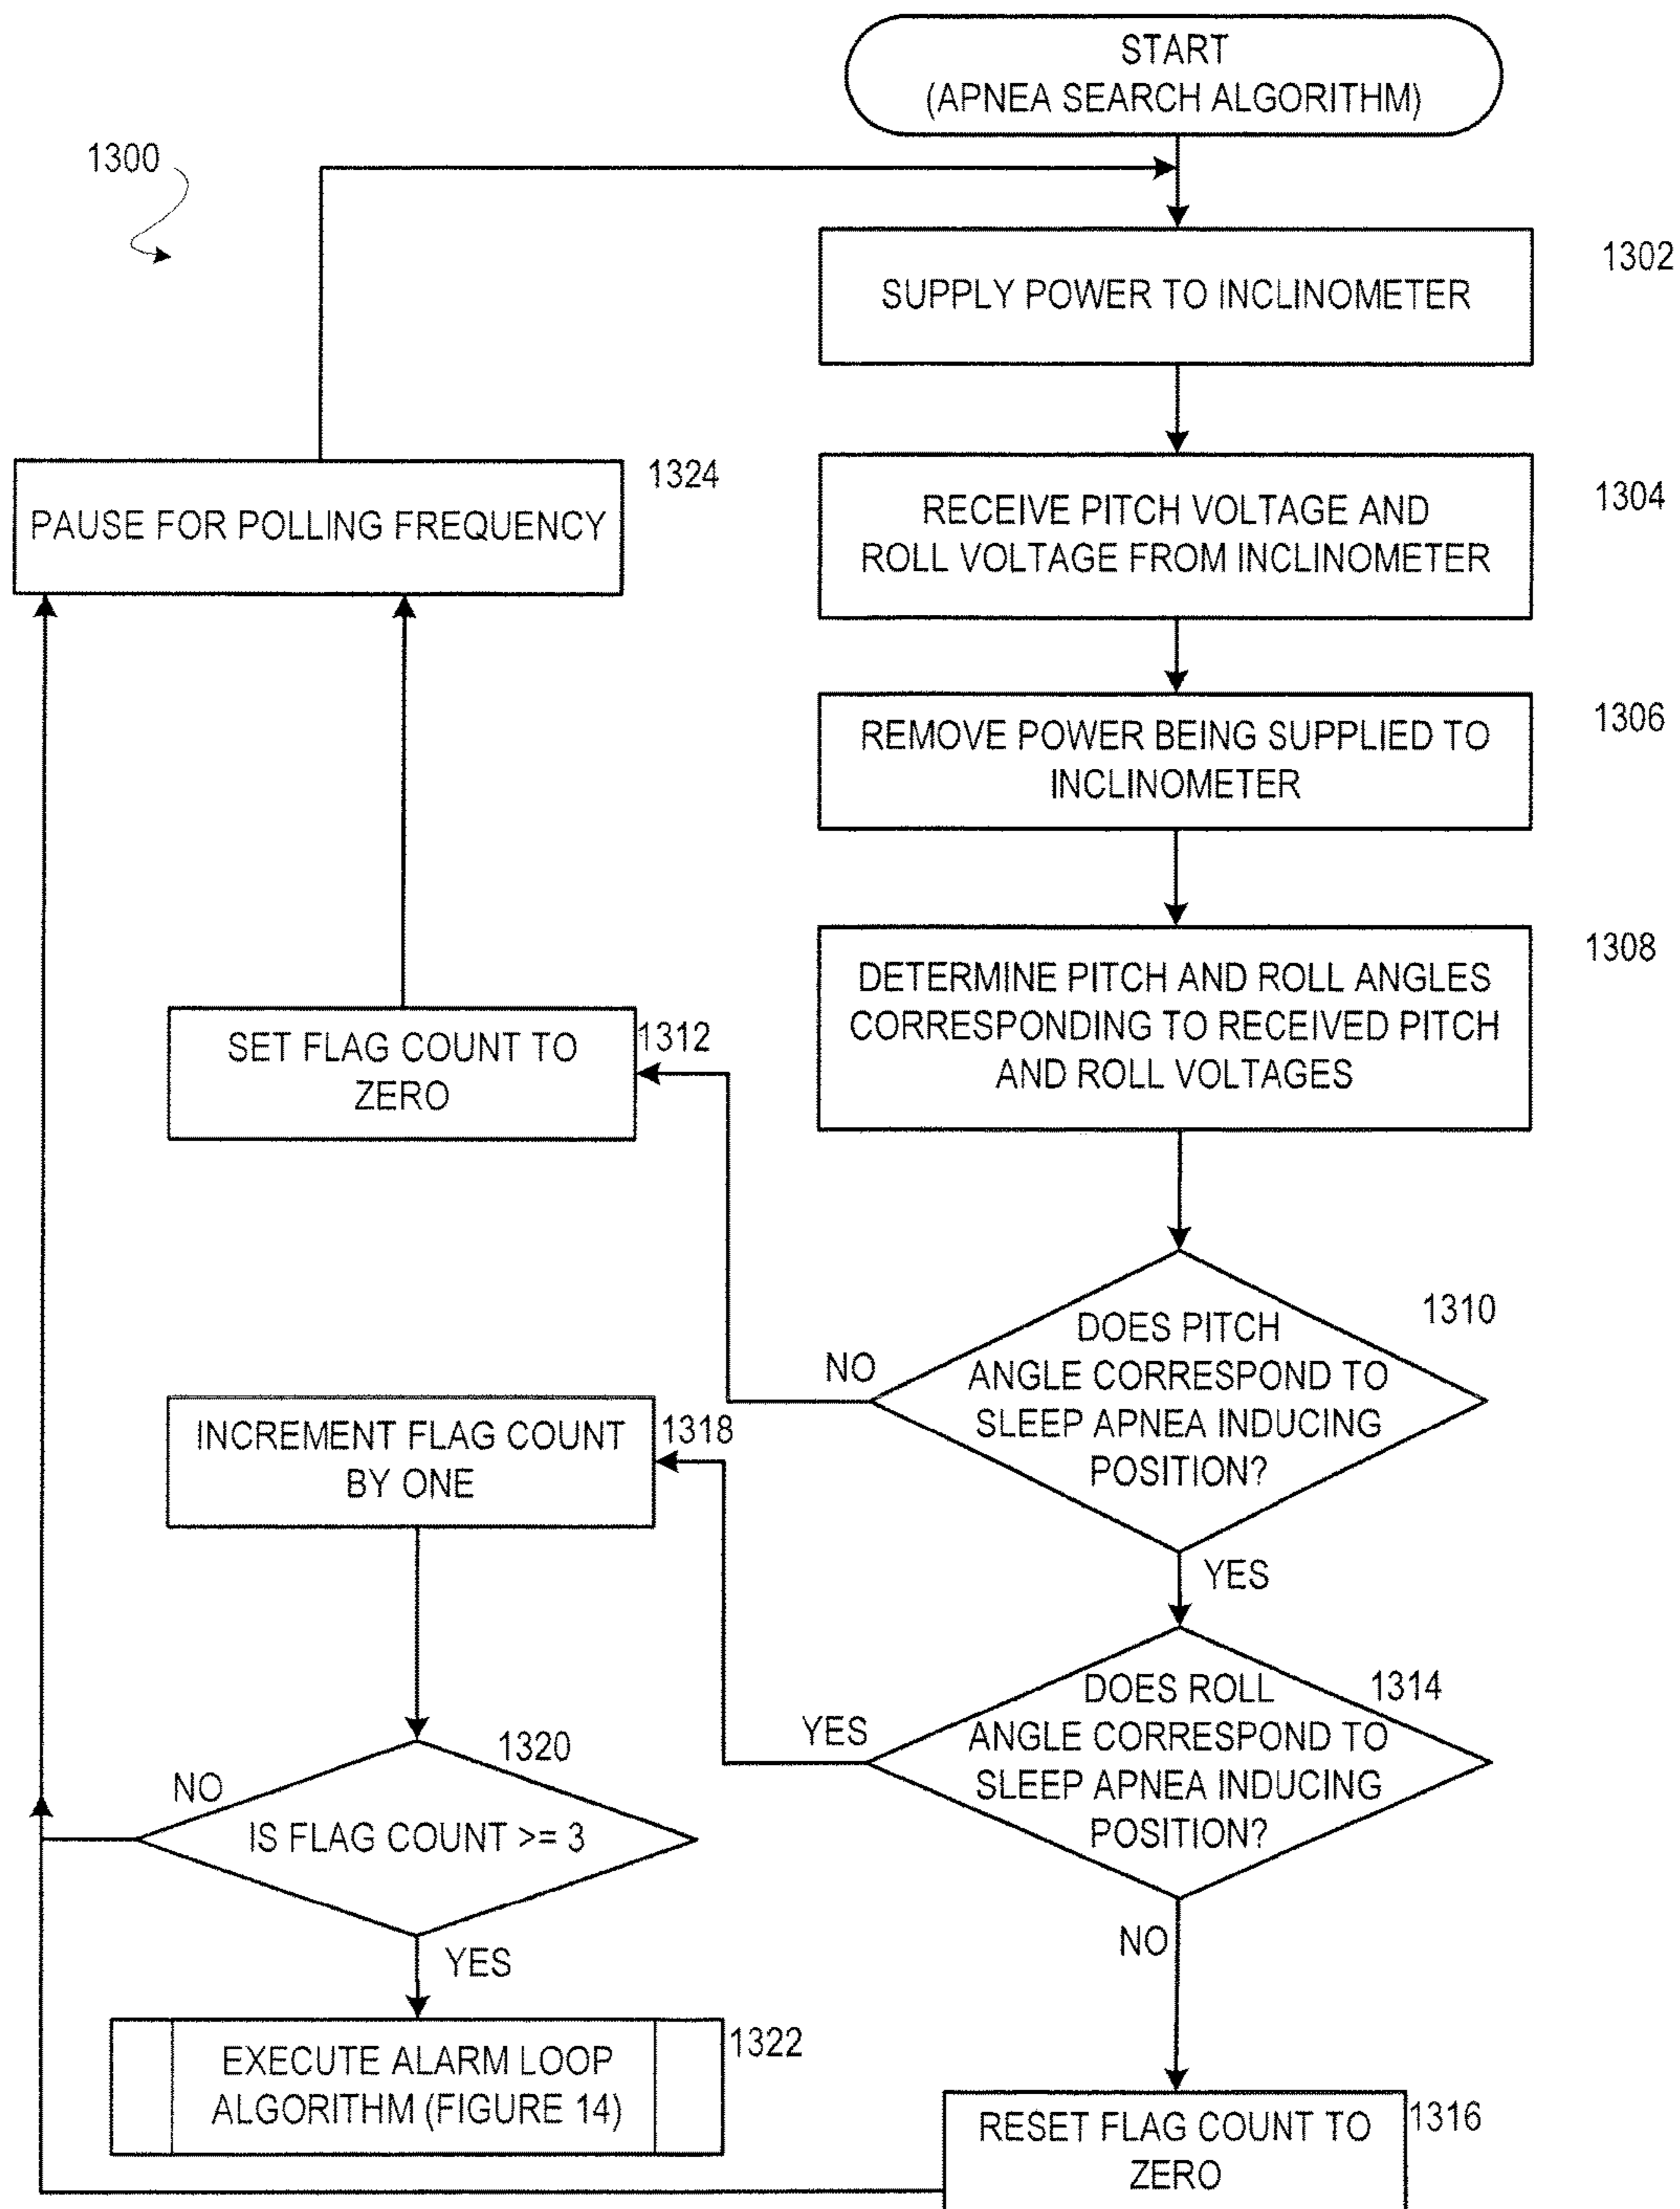 START
(APNEA SEARCH ALGORITHM)
1300
1302
SUPPLY POWER TO INCLINOMETER
1324
PAUSE FOR POLLING FREQUENCY
1304
RECEIVE PITCH VOLTAGE AND
ROLL VOLTAGE FROM INCLINOMETER
1306
REMOVE POWER BEING SUPPLIED TO
INCLINOMETER
1308
DETERMINE PITCH AND ROLL ANGLES
CORRESPONDING TO RECEIVED PITCH
AND ROLL VOLTAGES
1312
SET FLAG COUNT TO
ZERO
1310
DOES PITCH
ANGLE CORRESPOND TO
SLEEP APNEA INDUCING
POSITION?
NO
YES
1318
INCREMENT FLAG COUNT
BY ONE
1314
DOES ROLL
ANGLE CORRESPOND TO
SLEEP APNEA INDUCING
POSITION?
YES
NO
1320
NO
IS FLAG COUNT >= 3
YES
1322
EXECUTE ALARM LOOP
ALGORITHM (FIGURE 14)
1316
RESET FLAG COUNT TO
ZERO